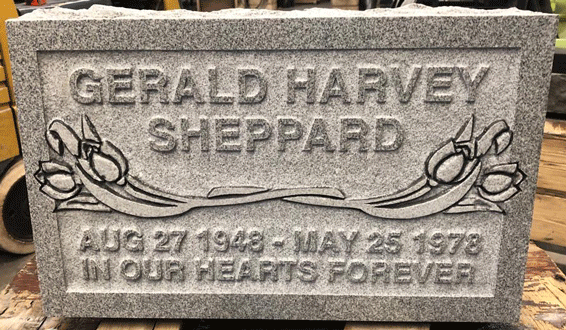 GERALD HARVEY
SHEPPARD
AUG 27 1948 - MAY 25 1978
IN OUR HEARTS FOREVER